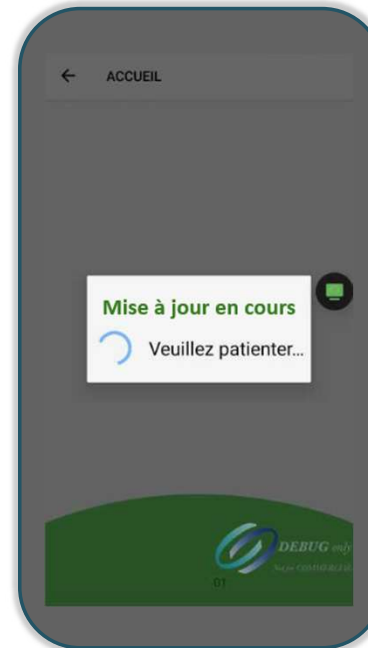 ACCUEIL
Mise à jour en cours
Veuillez patienter...
DEBUG only
01